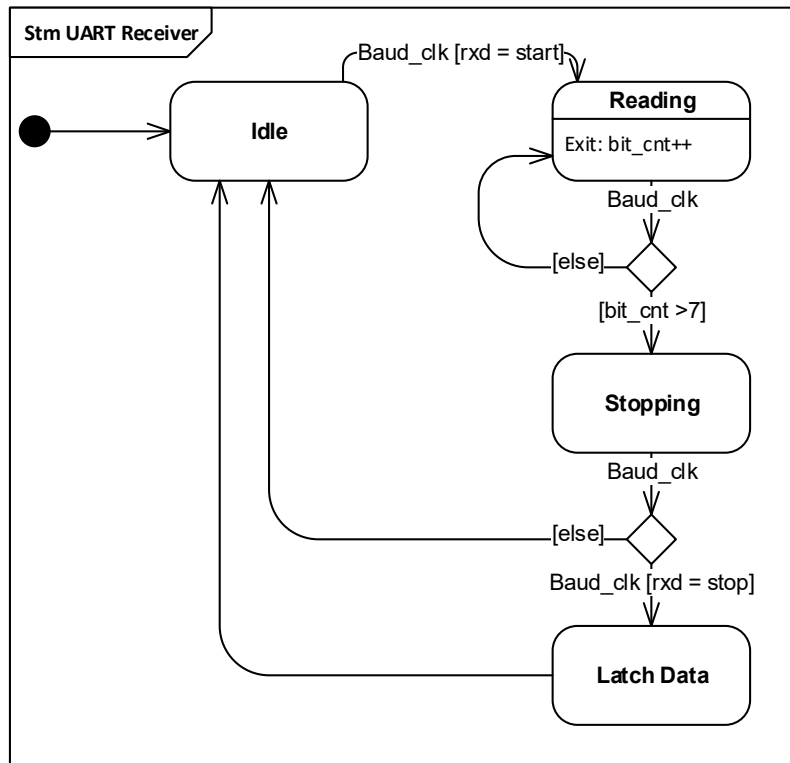 Stm UART Receiver
Baud_clk [rxd = start]
Idle
Reading
Exit: bit_cnt++
Baud_clk
[else]
[bit_cnt >7]
Stopping
Baud_clk
[else]
Baud_clk [rxd = stop]
Latch Data